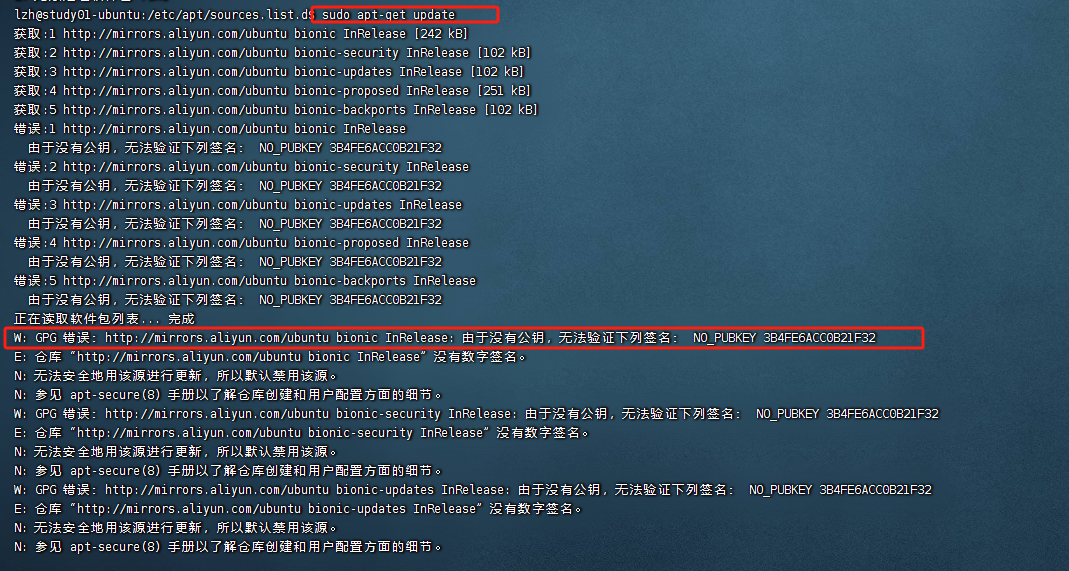 lzh@study01-ubuntu:/etc/apt/sources.list.d$ sudo apt-get update
获取:1 http://mirrors.aliyun.com/ubuntu bionic InRelease [242 kB]
获取:2 http://mirrors.aliyun.com/ubuntu bionic-security InRelease [102 kB]
获取:3 http://mirrors.aliyun.com/ubuntu bionic-updates InRelease [102 kB]
获取:4 http://mirrors.aliyun.com/ubuntu bionic-proposed InRelease [251 kB]
获取:5 http://mirrors.aliyun.com/ubuntu bionic-backports InRelease [102 kB]
错误:1 http://mirrors.aliyun.com/ubuntu bionic InRelease
由于没有公钥，无法验证下列签名： NO_PUBKEY 3B4FE6ACC0B21F32
错误:2 http://mirrors.aliyun.com/ubuntu bionic-security InRelease
由于没有公钥，无法验证下列签名： NO_PUBKEY 3B4FE6ACC0B21F32
错误:3 http://mirrors.aliyun.com/ubuntu bionic-updates InRelease
由于没有公钥，无法验证下列签名： NO_PUBKEY 3B4FE6ACC0B21F32
错误:4 http://mirrors.aliyun.com/ubuntu bionic-proposed InRelease
由于没有公钥，无法验证下列签名： NO_PUBKEY 3B4FE6ACC0B21F32
错误:5 http://mirrors.aliyun.com/ubuntu bionic-backports InRelease
由于没有公钥，无法验证下列签名： NO_PUBKEY 3B4FE6ACC0B21F32
正在读取软件包列表... 完成
W: GPG 错误：http://mirrors.aliyun.com/ubuntu bionic InRelease: 由于没有公钥，无法验证下列签名： NO_PUBKEY 3B4FE6ACC0B21F32
E: 仓库 “http://mirrors.aliyun.com/ubuntu bionic InRelease” 没有数字签名。
N: 无法安全地用该源进行更新，所以默认禁用该源。
N: 参见 apt-secure(8) 手册以了解仓库创建和用户配置方面的细节。
W: GPG 错误：http://mirrors.aliyun.com/ubuntu bionic-security InRelease: 由于没有公钥，无法验证下列签名： NO_PUBKEY 3B4FE6ACC0B21F32
E: 仓库 “http://mirrors.aliyun.com/ubuntu bionic-security InRelease” 没有数字签名。
N: 无法安全地用该源进行更新，所以默认禁用该源。
N: 参见 apt-secure(8) 手册以了解仓库创建和用户配置方面的细节。
W: GPG 错误：http://mirrors.aliyun.com/ubuntu bionic-updates InRelease: 由于没有公钥，无法验证下列签名： NO_PUBKEY 3B4FE6ACC0B21F32
E: 仓库 “http://mirrors.aliyun.com/ubuntu bionic-updates InRelease” 没有数字签名。
N: 无法安全地用该源进行更新，所以默认禁用该源。
N: 参见 apt-secure(8) 手册以了解仓库创建和用户配置方面的细节。